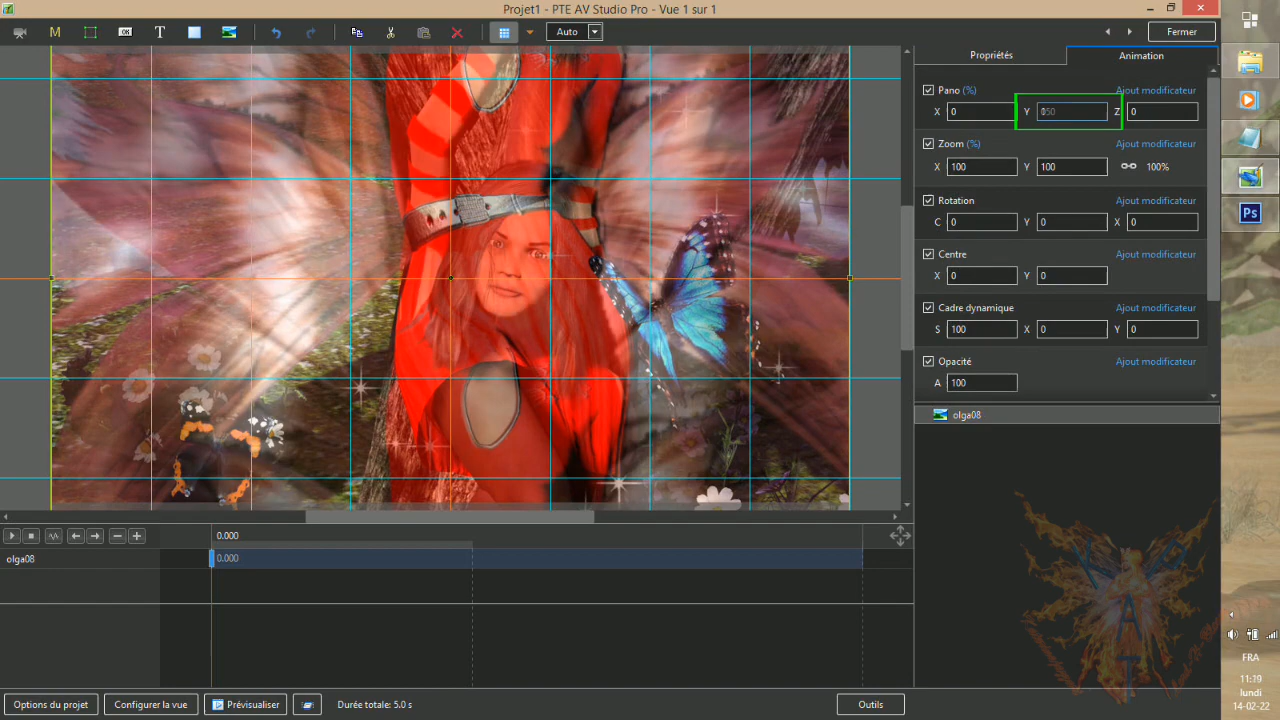 Projet1 - PTE AV Studio Pro - Vue 1 sur 1
M OK T Auto Fermer
Propriétés Animation
Pano (%) Ajout modificateur
X 0 Y Z 0
Zoom (%) Ajout modificateur
X 100 Y 100 100%
Rotation Ajout modificateur
C 0 Y 0 X 0
Centre Ajout modificateur
X 0 Y 0
Cadre dynamique Ajout modificateur
S 100 X 0 Y 0
Opacité Ajout modificateur
A 100
olga08
Ps
0.000
olga08 0.000
Options du projet Configurer la vue Prévisualiser Durée totale: 5.0 s Outils
FRA
11:19
lundi
14-02-22